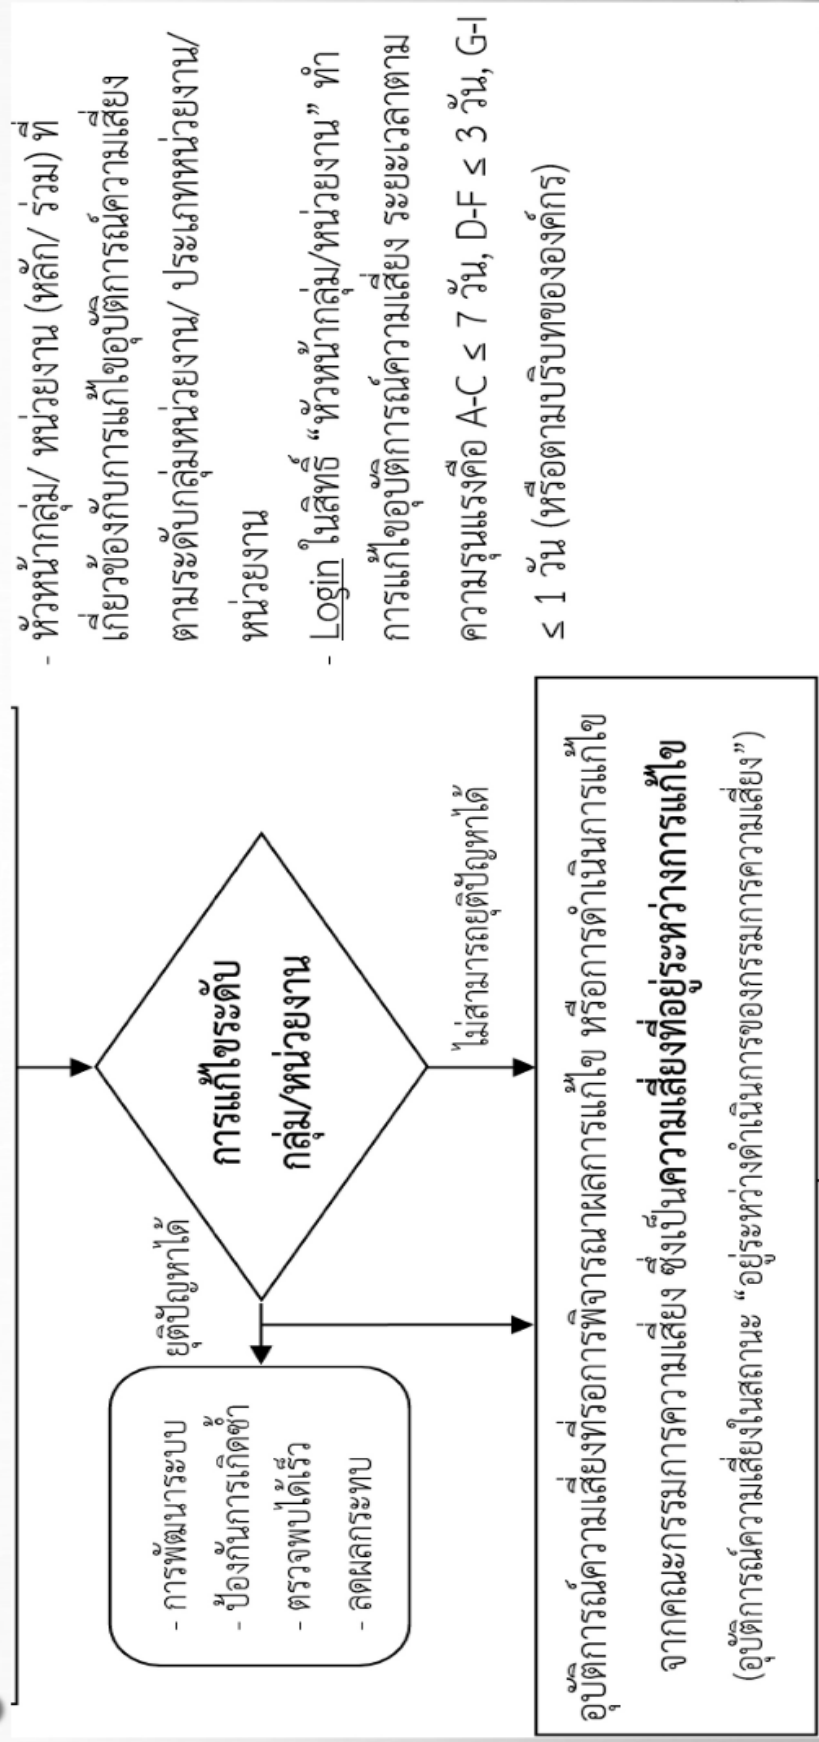 ยุติปัญหาได้
- การพัฒนาระบบ
- ป้องกันการเกิดซ้ำ
- ตรวจพบได้เร็ว
- ลดผลกระทบ
การแก้ไขระดับ
กลุ่ม/หน่วยงาน
ไม่สามารถยุติปัญหาได้
- หัวหน้ากลุ่ม/ หน่วยงาน (หลัก/ ร่วม) ที่
เกี่ยวข้องกับการแก้ไขอุบัติการณ์ความเสี่ยง
ตามระดับกลุ่มหน่วยงาน/ ประเภทหน่วยงาน/
หน่วยงาน
- Login ในสิทธิ์ “หัวหน้ากลุ่ม/หน่วยงาน” ทำ
การแก้ไขอุบัติการณ์ความเสี่ยง ระยะเวลาตาม
ความรุนแรงคือ A-C ≤ 7 วัน, D-F ≤ 3 วัน, G-I
≤ 1 วัน (หรือตามบริบทขององค์กร)
อุบัติการณ์ความเสี่ยงที่รอการพิจารณาผลการแก้ไข หรือการดำเนินการแก้ไข
จากคณะกรรมการความเสี่ยง ซึ่งเป็นความเสี่ยงที่อยู่ระหว่างการแก้ไข
(อุบัติการณ์ความเสี่ยงในสถานะ “อยู่ระหว่างดำเนินการของกรรมการความเสี่ยง”)